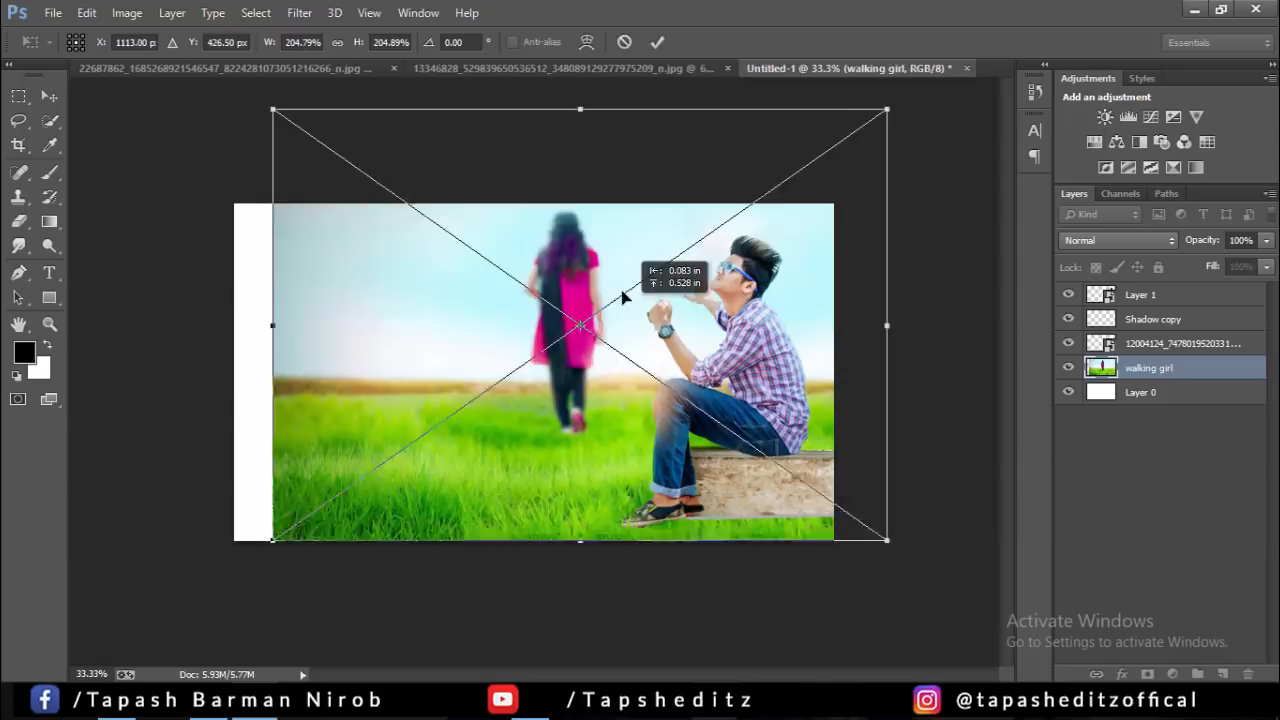 Ps File Edit Image Layer Type Select Filter 3D View Window Help
X: 1113.00 p Y: 426.50 px W: 204.79% H: 204.89% 0.00 ° Anti-alias Essentials
22687862_1685268921546547_8224281073051216266_n.jpg ... × 13346828_529839650536512_348089129277975209_n.jpg @ 6... × Untitled-1 @ 33.3% (walking girl, RGB/8) * ×
Adjustments Styles
Add an adjustment
Layers Channels Paths
Kind
Normal Opacity: 100%
Lock: Fill: 100%
Layer 1
Shadow copy
12004124_7478019520331...
walking girl
Layer 0
0.083 in
0.528 in
Activate Windows
Go to Settings to activate Windows.
33.33% Doc: 5.93M/5.77M
/Tapash Barman Nirob /Tapsheditz @tapasheditzoffical